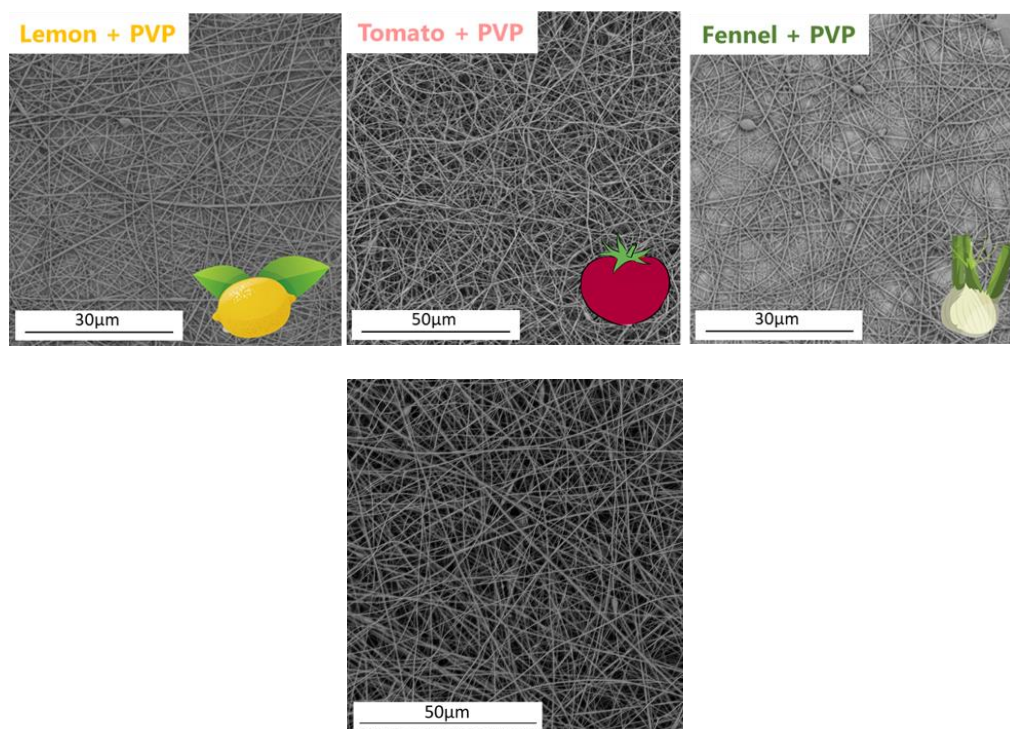 Lemon + PVP
Tomato + PVP
Fennel + PVP
30μm
50μm
30μm
50μm